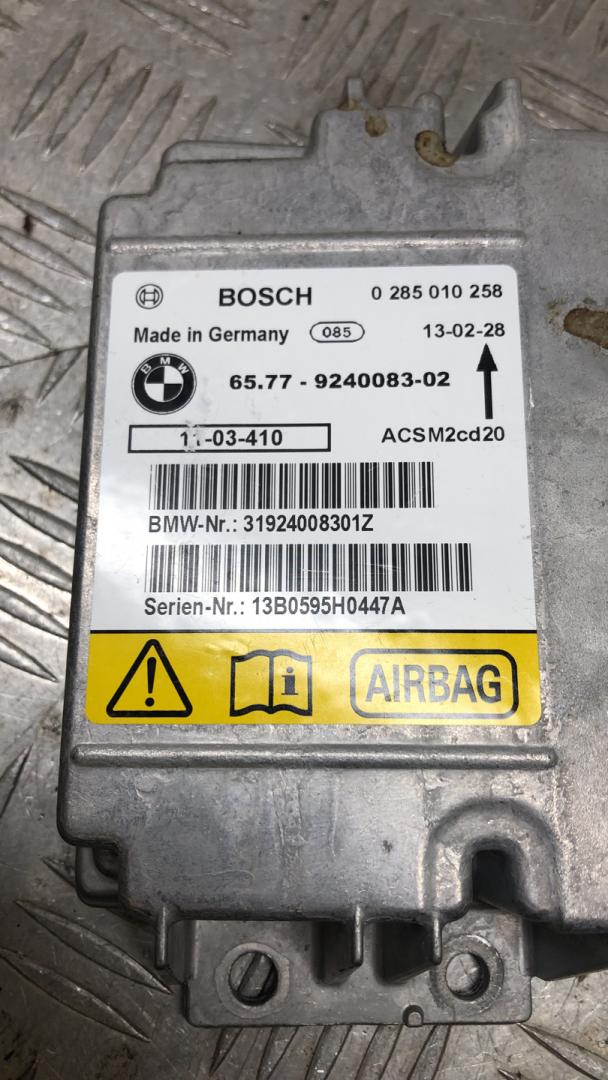 BOSCH 0 285 010 258
Made in Germany 085 13-02-28
BMW 65.77 - 9240083-02
11-03-410 ACSM2cd20
BMW-Nr.: 31924008301Z
Serien-Nr.: 13B0595H0447A
AIRBAG